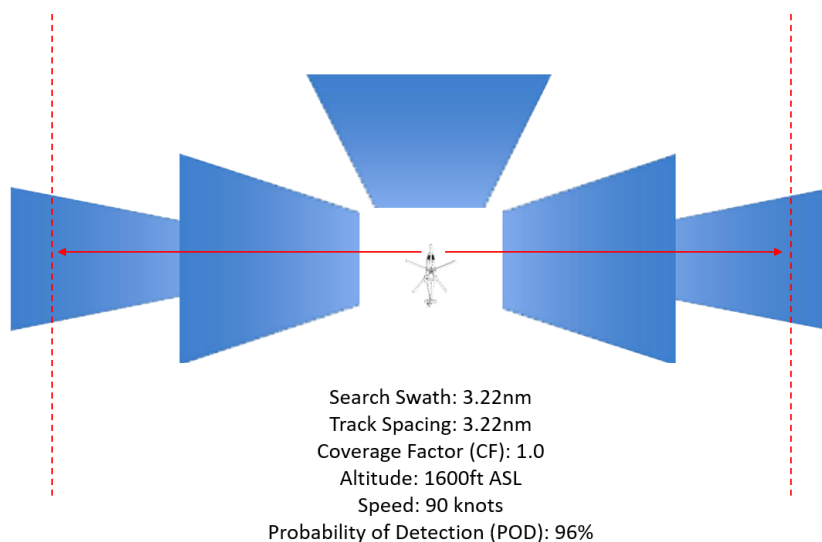 Search Swath: 3.22nm
Track Spacing: 3.22nm
Coverage Factor (CF): 1.0
Altitude: 1600ft ASL
Speed: 90 knots
Probability of Detection (POD): 96%